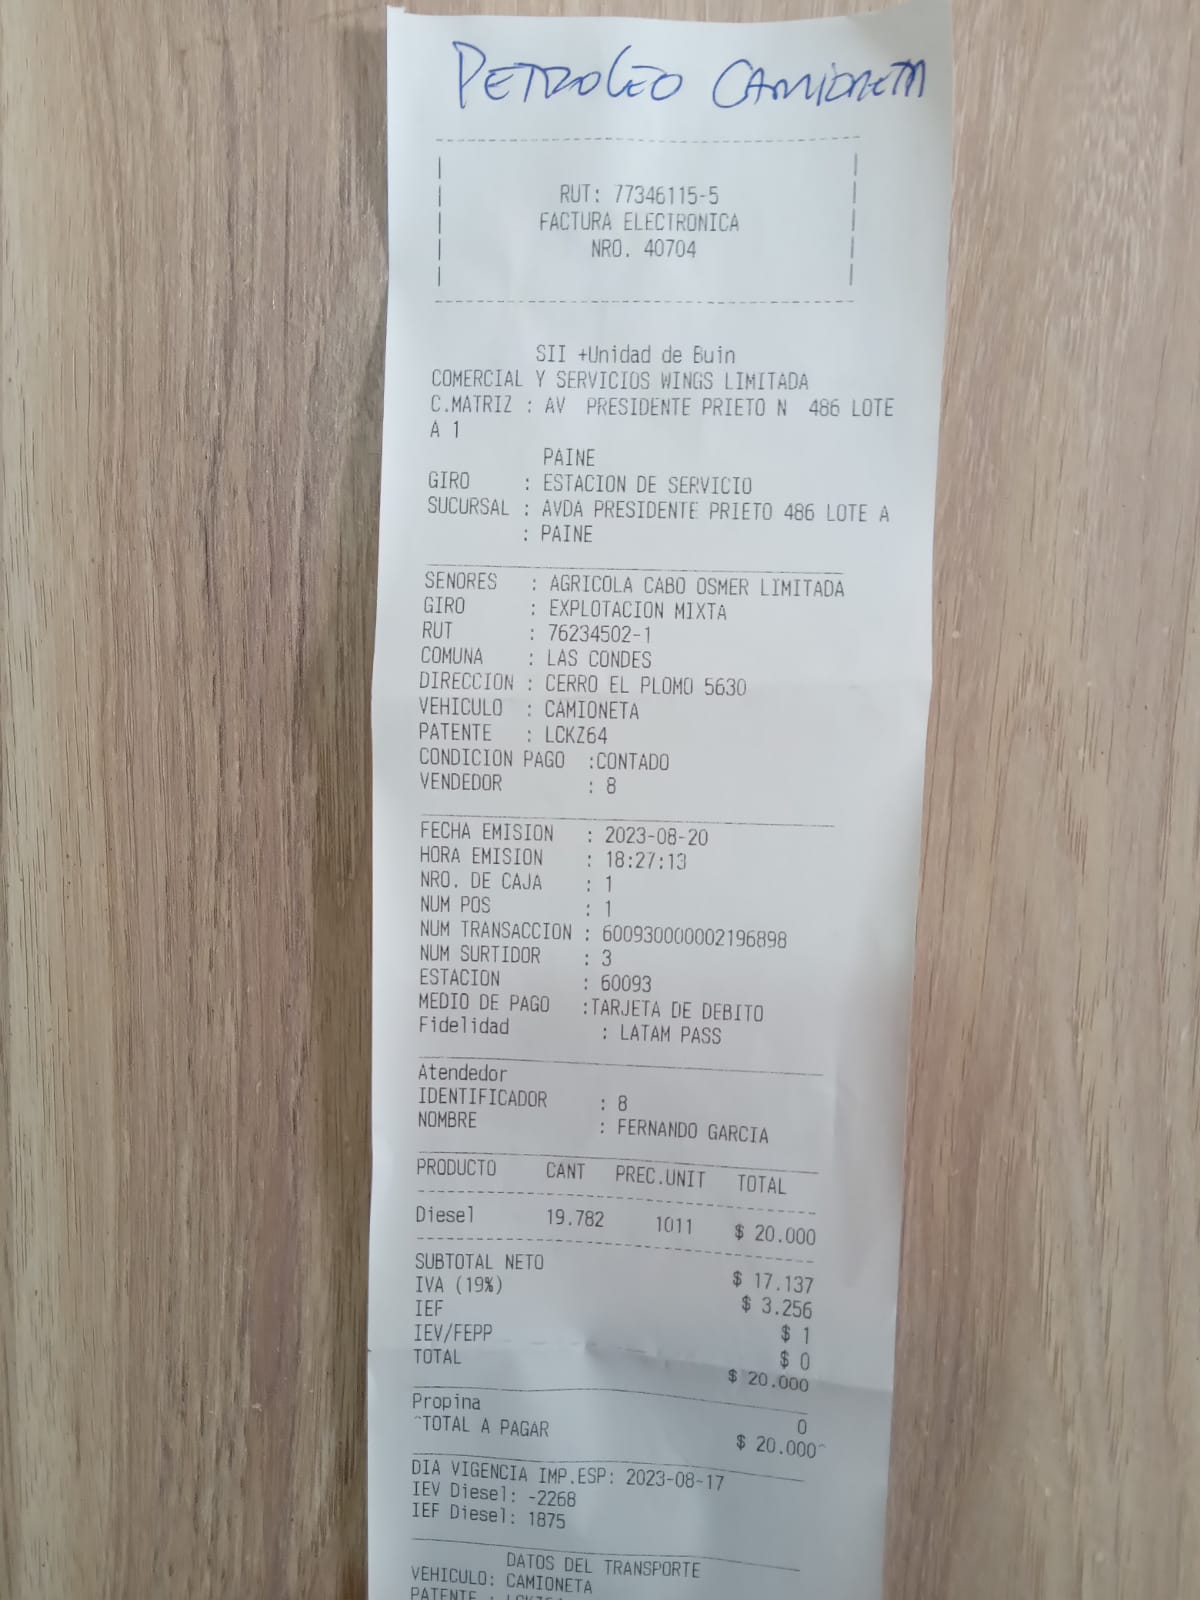 PETROLEO CAMIONETA
RUT: 77346115-5
FACTURA ELECTRONICA
NRO. 40704
SII +Unidad de Buin
COMERCIAL Y SERVICIOS WINGS LIMITADA
C.MATRIZ : AV PRESIDENTE PRIETO N 486 LOTE
A 1
PAINE
GIRO : ESTACION DE SERVICIO
SUCURSAL : AVDA PRESIDENTE PRIETO 486 LOTE A
: PAINE
SENORES : AGRICOLA CABO OSMER LIMITADA
GIRO : EXPLOTACION MIXTA
RUT : 76234502-1
COMUNA : LAS CONDES
DIRECCION : CERRO EL PLOMO 5630
VEHICULO : CAMIONETA
PATENTE : LCKZ64
CONDICION PAGO :CONTADO
VENDEDOR : 8
FECHA EMISION : 2023-08-20
HORA EMISION : 18:27:13
NRO. DE CAJA : 1
NUM POS : 1
NUM TRANSACCION : 600930000002196898
NUM SURTIDOR : 3
ESTACION : 60093
MEDIO DE PAGO :TARJETA DE DEBITO
Fidelidad : LATAM PASS
Atendedor
IDENTIFICADOR : 8
NOMBRE : FERNANDO GARCIA
PRODUCTO CANT PREC.UNIT TOTAL
Diesel 19.782 1011 $ 20.000
SUBTOTAL NETO $ 17.137
IVA (19%) $ 3.256
IEF $ 1
IEV/FEPP $ 0
TOTAL $ 20.000
Propina 0
TOTAL A PAGAR $ 20.000
DIA VIGENCIA IMP.ESP: 2023-08-17
IEV Diesel: -2268
IEF Diesel: 1875
DATOS DEL TRANSPORTE
VEHICULO: CAMIONETA
PATENTE :